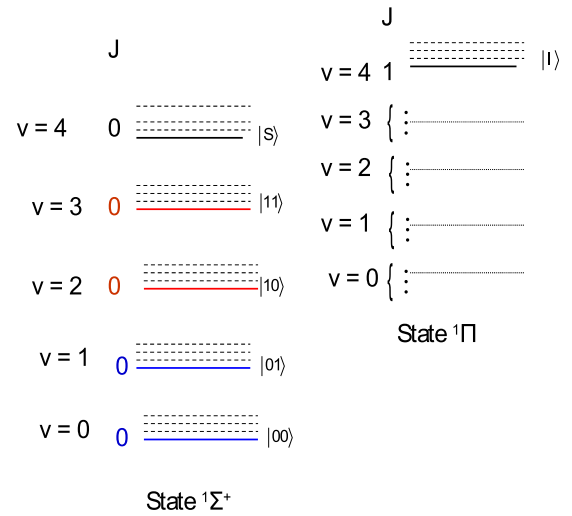 J
v = 4 0 |S⟩
v = 3 0 |11⟩
v = 2 0 |10⟩
v = 1 0 |01⟩
v = 0 0 |00⟩
State ¹Σ⁺
J
v = 4 1 |I⟩
v = 3 {
v = 2 {
v = 1 {
v = 0 {
State ¹Π